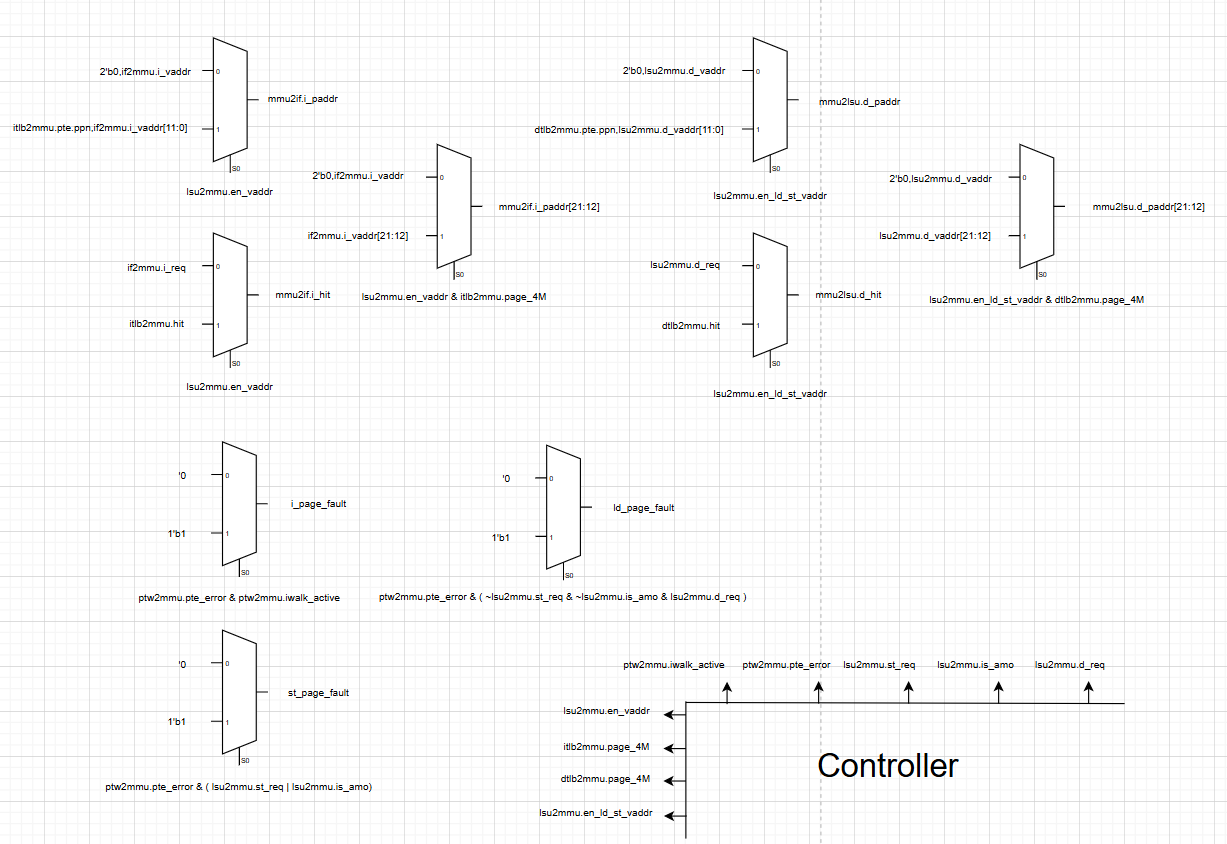 2'b0,if2mmu.i_vaddr
0
mmu2if.i_paddr
itlb2mmu.pte.ppn,if2mmu.i_vaddr[11:0]
1
S0
lsu2mmu.en_vaddr
2'b0,if2mmu.i_vaddr
0
mmu2if.i_paddr[21:12]
if2mmu.i_vaddr[21:12]
1
S0
lsu2mmu.en_vaddr & itlb2mmu.page_4M
if2mmu.i_req
0
mmu2if.i_hit
itlb2mmu.hit
1
S0
lsu2mmu.en_vaddr
2'b0,lsu2mmu.d_vaddr
0
mmu2lsu.d_paddr
dtlb2mmu.pte.ppn,lsu2mmu.d_vaddr[11:0]
1
S0
lsu2mmu.en_ld_st_vaddr
2'b0,lsu2mmu.d_vaddr
0
mmu2lsu.d_paddr[21:12]
lsu2mmu.d_vaddr[21:12]
1
S0
lsu2mmu.en_ld_st_vaddr & dtlb2mmu.page_4M
lsu2mmu.d_req
0
mmu2lsu.d_hit
dtlb2mmu.hit
1
S0
lsu2mmu.en_ld_st_vaddr
'0
0
i_page_fault
1'b1
1
S0
ptw2mmu.pte_error & ptw2mmu.iwalk_active
'0
0
ld_page_fault
1'b1
1
S0
ptw2mmu.pte_error & ( ~lsu2mmu.st_req & ~lsu2mmu.is_amo & lsu2mmu.d_req )
'0
0
st_page_fault
1'b1
1
S0
ptw2mmu.pte_error & ( lsu2mmu.st_req | lsu2mmu.is_amo)
ptw2mmu.iwalk_active
ptw2mmu.pte_error
lsu2mmu.st_req
lsu2mmu.is_amo
lsu2mmu.d_req
lsu2mmu.en_vaddr
itlb2mmu.page_4M
dtlb2mmu.page_4M
lsu2mmu.en_ld_st_vaddr
Controller